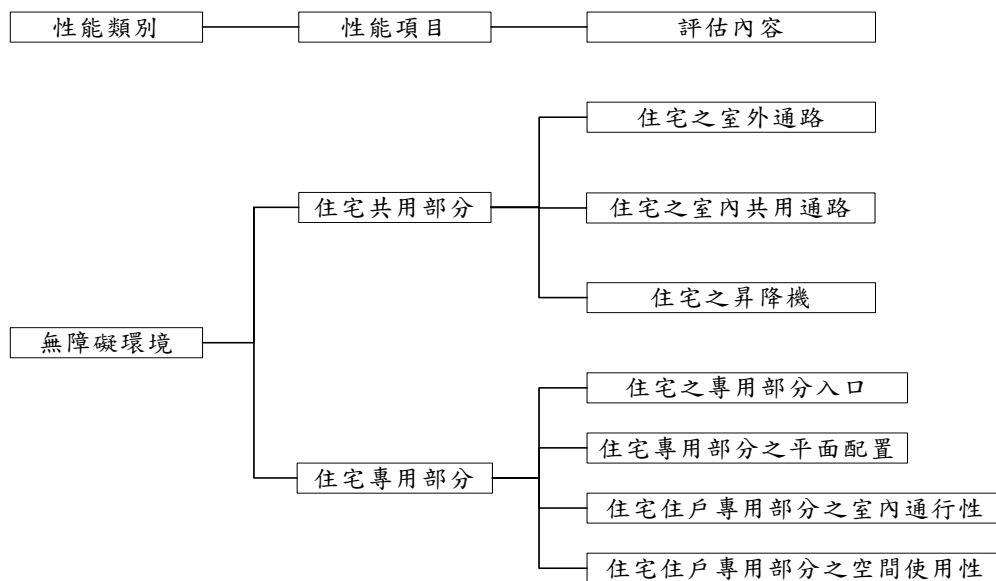 性能類別
性能項目
評估內容
住宅之室外通路
住宅共用部分
住宅之室內共用通路
住宅之昇降機
無障礙環境
住宅之專用部分入口
住宅專用部分之平面配置
住宅專用部分
住宅住戶專用部分之室內通行性
住宅住戶專用部分之空間使用性